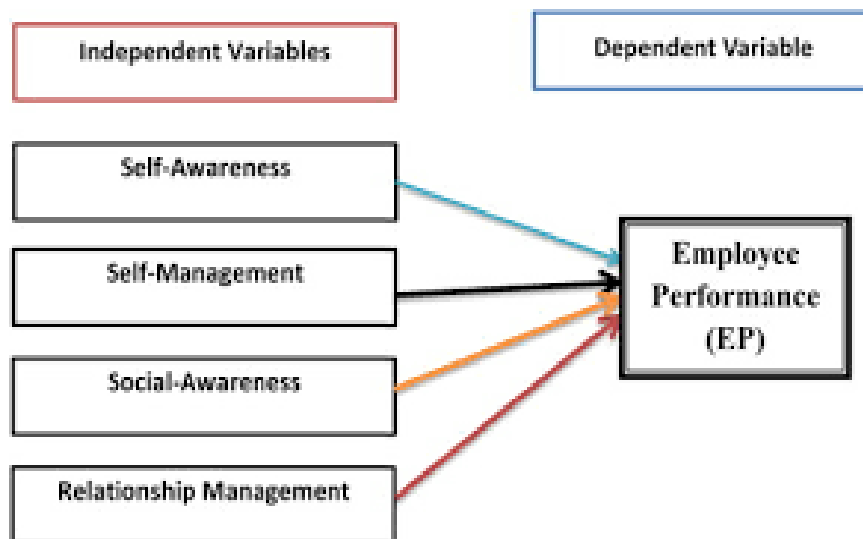 Independent Variables
Dependent Variable
Self-Awareness
Self-Management
Social-Awareness
Relationship Management
Employee
Performance
(EP)